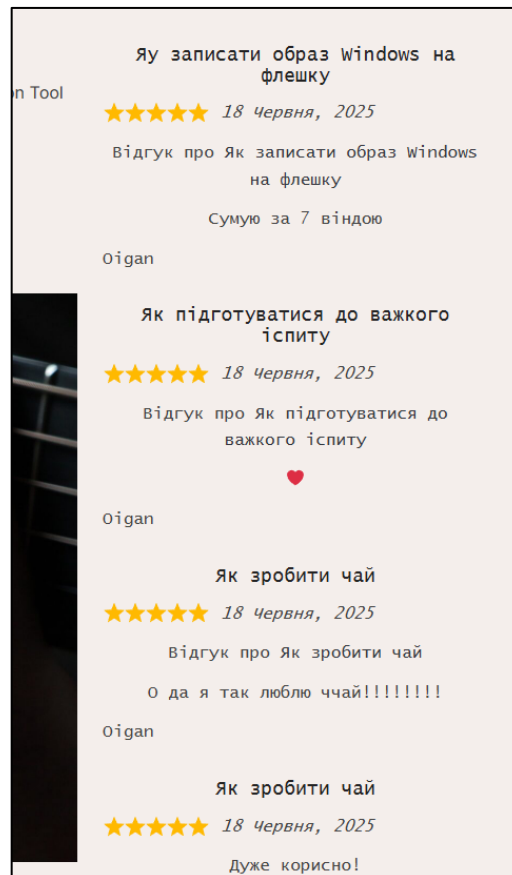 Яу записати образ Windows на
флешку
18 Червня, 2025
n Tool
Відгук про Як записати образ Windows
на флешку
Сумую за 7 віндою
Oigan
Як підготуватися до важкого
іспиту
18 Червня, 2025
Відгук про Як підготуватися до
важкого іспиту
Oigan
Як зробити чай
18 Червня, 2025
Відгук про Як зробити чай
О да я так люблю ччай!!!!!!!!
Oigan
Як зробити чай
18 Червня, 2025
Дуже корисно!